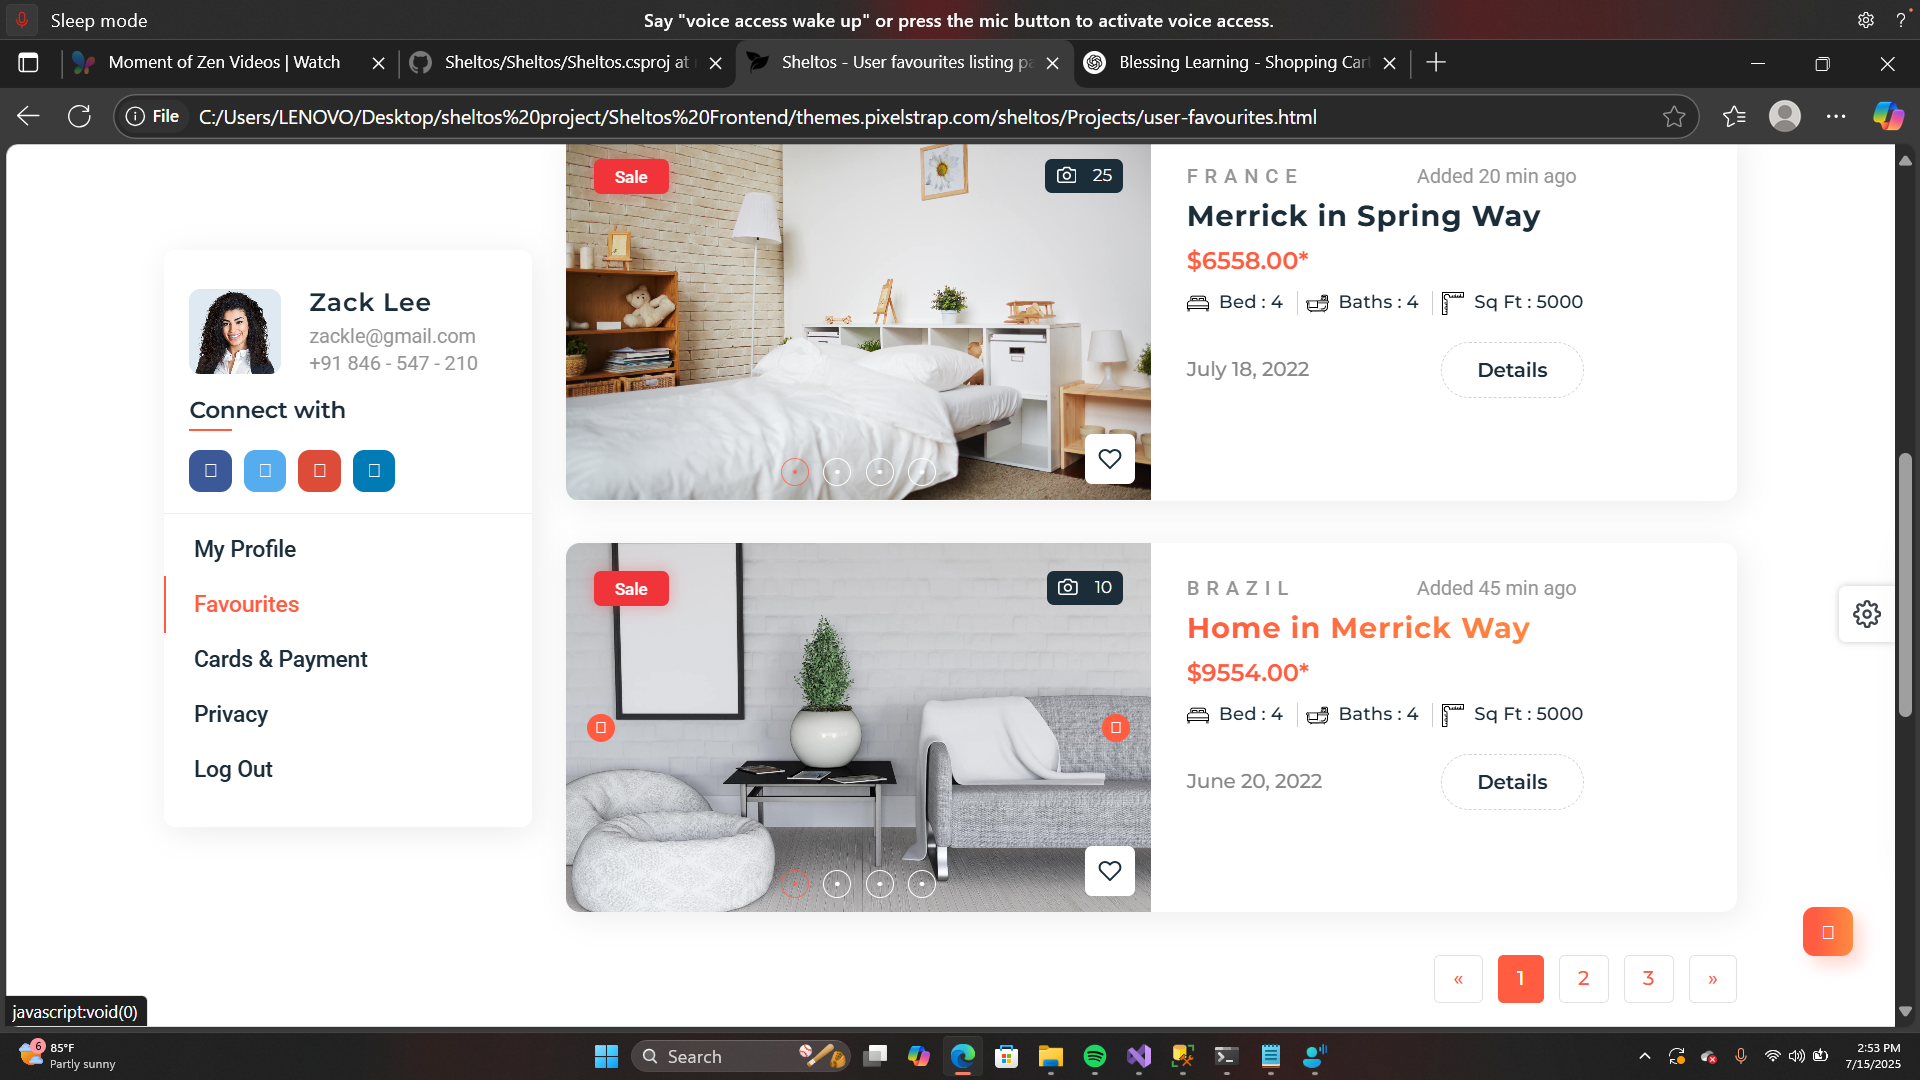 Sleep mode
Say "voice access wake up" or press the mic button to activate voice access.
Moment of Zen Videos | Watch
Sheltos/Sheltos/Sheltos.csproj at
Sheltos - User favourites listing pa
Blessing Learning - Shopping Car
File
C:/Users/LENOVO/Desktop/sheltos%20project/Sheltos%20Frontend/themes.pixelstrap.com/sheltos/Projects/user-favourites.html
Zack Lee
zackle@gmail.com
+91 846 - 547 - 210
Connect with
My Profile
Favourites
Cards & Payment
Privacy
Log Out
Sale
25
FRANCE
Added 20 min ago
Merrick in Spring Way
$6558.00*
Bed : 4
Baths : 4
Sq Ft : 5000
July 18, 2022
Details
Sale
10
BRAZIL
Added 45 min ago
Home in Merrick Way
$9554.00*
Bed : 4
Baths : 4
Sq Ft : 5000
June 20, 2022
Details
«
1
2
3
»
javascript:void(0)
6
85°F
Partly sunny
Search
2:53 PM
7/15/2025